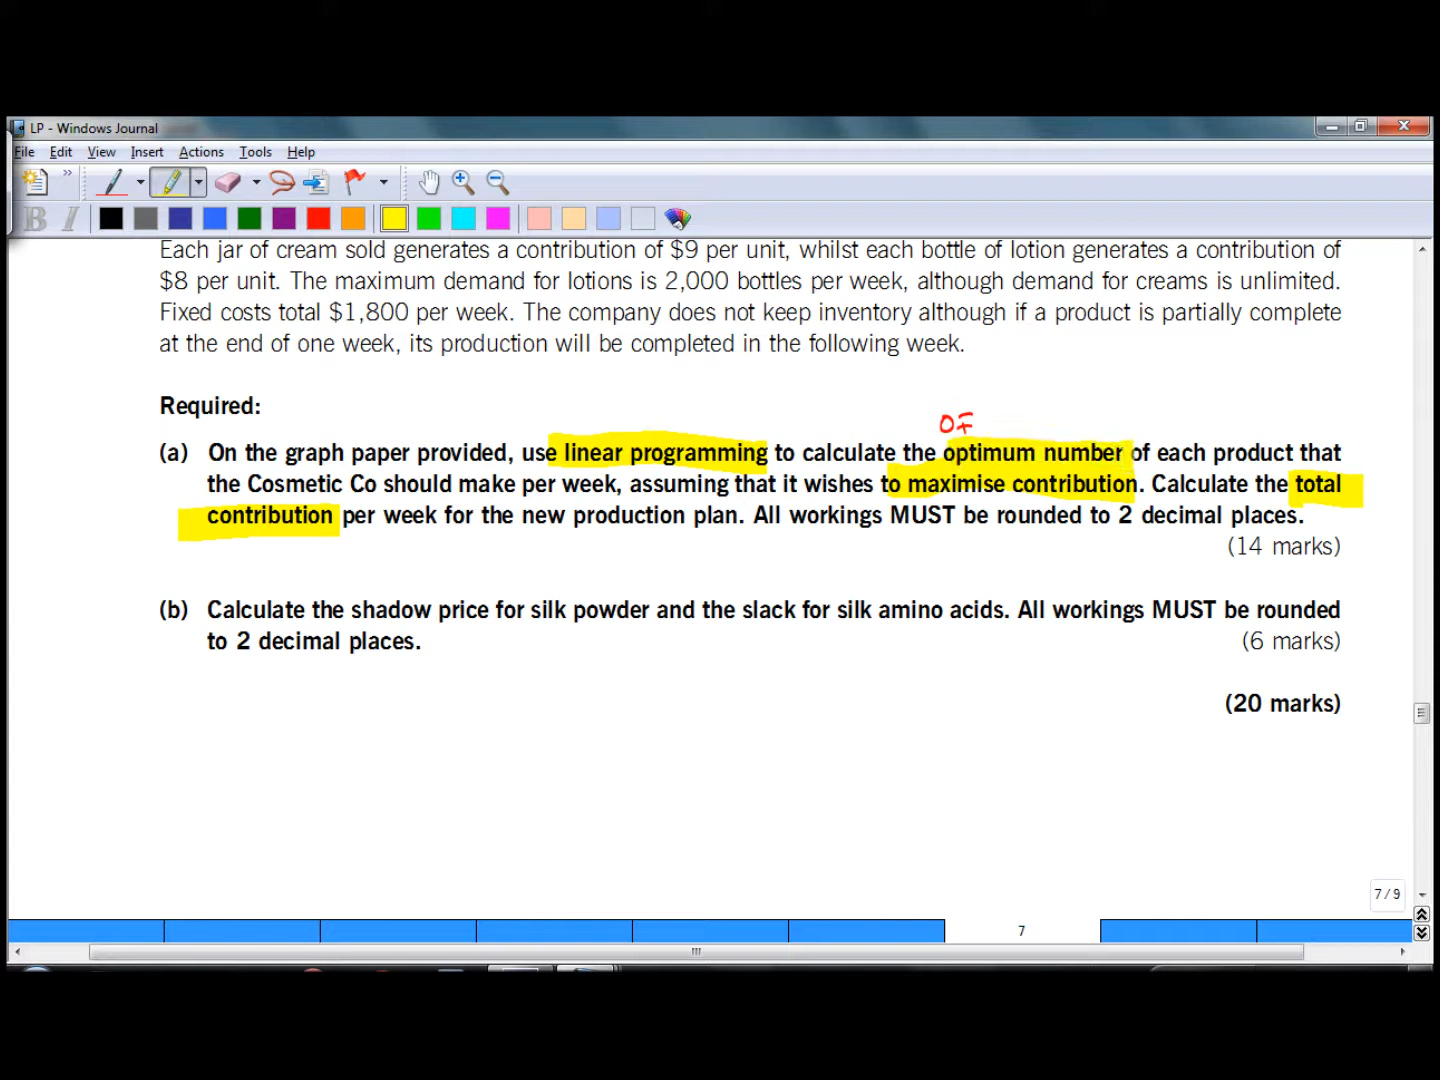 LP - Windows Journal
File Edit View Insert Actions Tools Help
B I
Each jar of cream sold generates a contribution of $9 per unit, whilst each bottle of lotion generates a contribution of
$8 per unit. The maximum demand for lotions is 2,000 bottles per week, although demand for creams is unlimited.
Fixed costs total $1,800 per week. The company does not keep inventory although if a product is partially complete
at the end of one week, its production will be completed in the following week.
Required:
OF
(a) On the graph paper provided, use linear programming to calculate the optimum number of each product that
the Cosmetic Co should make per week, assuming that it wishes to maximise contribution. Calculate the total
contribution per week for the new production plan. All workings MUST be rounded to 2 decimal places.
(14 marks)
(b) Calculate the shadow price for silk powder and the slack for silk amino acids. All workings MUST be rounded
to 2 decimal places. (6 marks)
(20 marks)
7 / 9
7